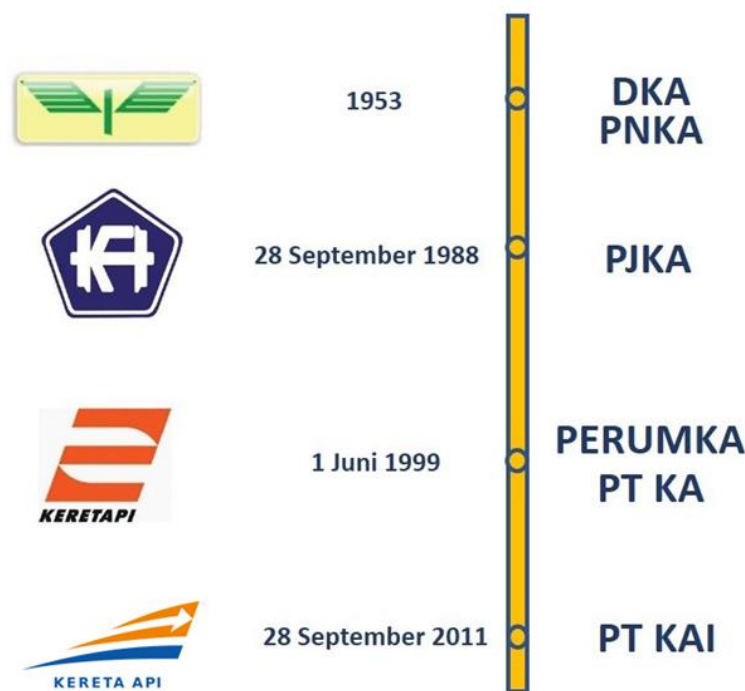 1953
DKA
PNKA
KA
28 September 1988
PJKA
KERETAPI
1 Juni 1999
PERUMKA
PT KA
KERETA API
28 September 2011
PT KAI